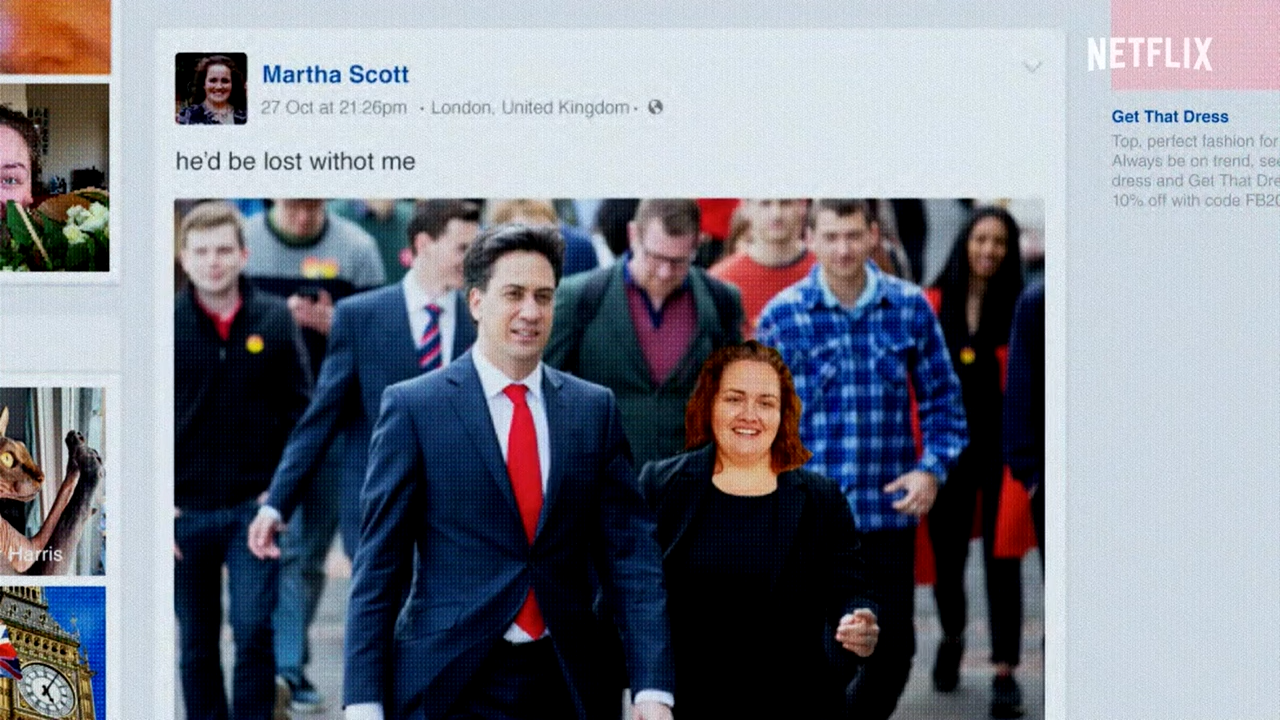 NETFLIX
Martha Scott
27 Oct at 21.26pm · London, United Kingdom ·
he'd be lost withot me
Get That Dress
Top, perfect fashion for
Always be on trend, se
dress and Get That Dre
10% off with code FB20
Harris